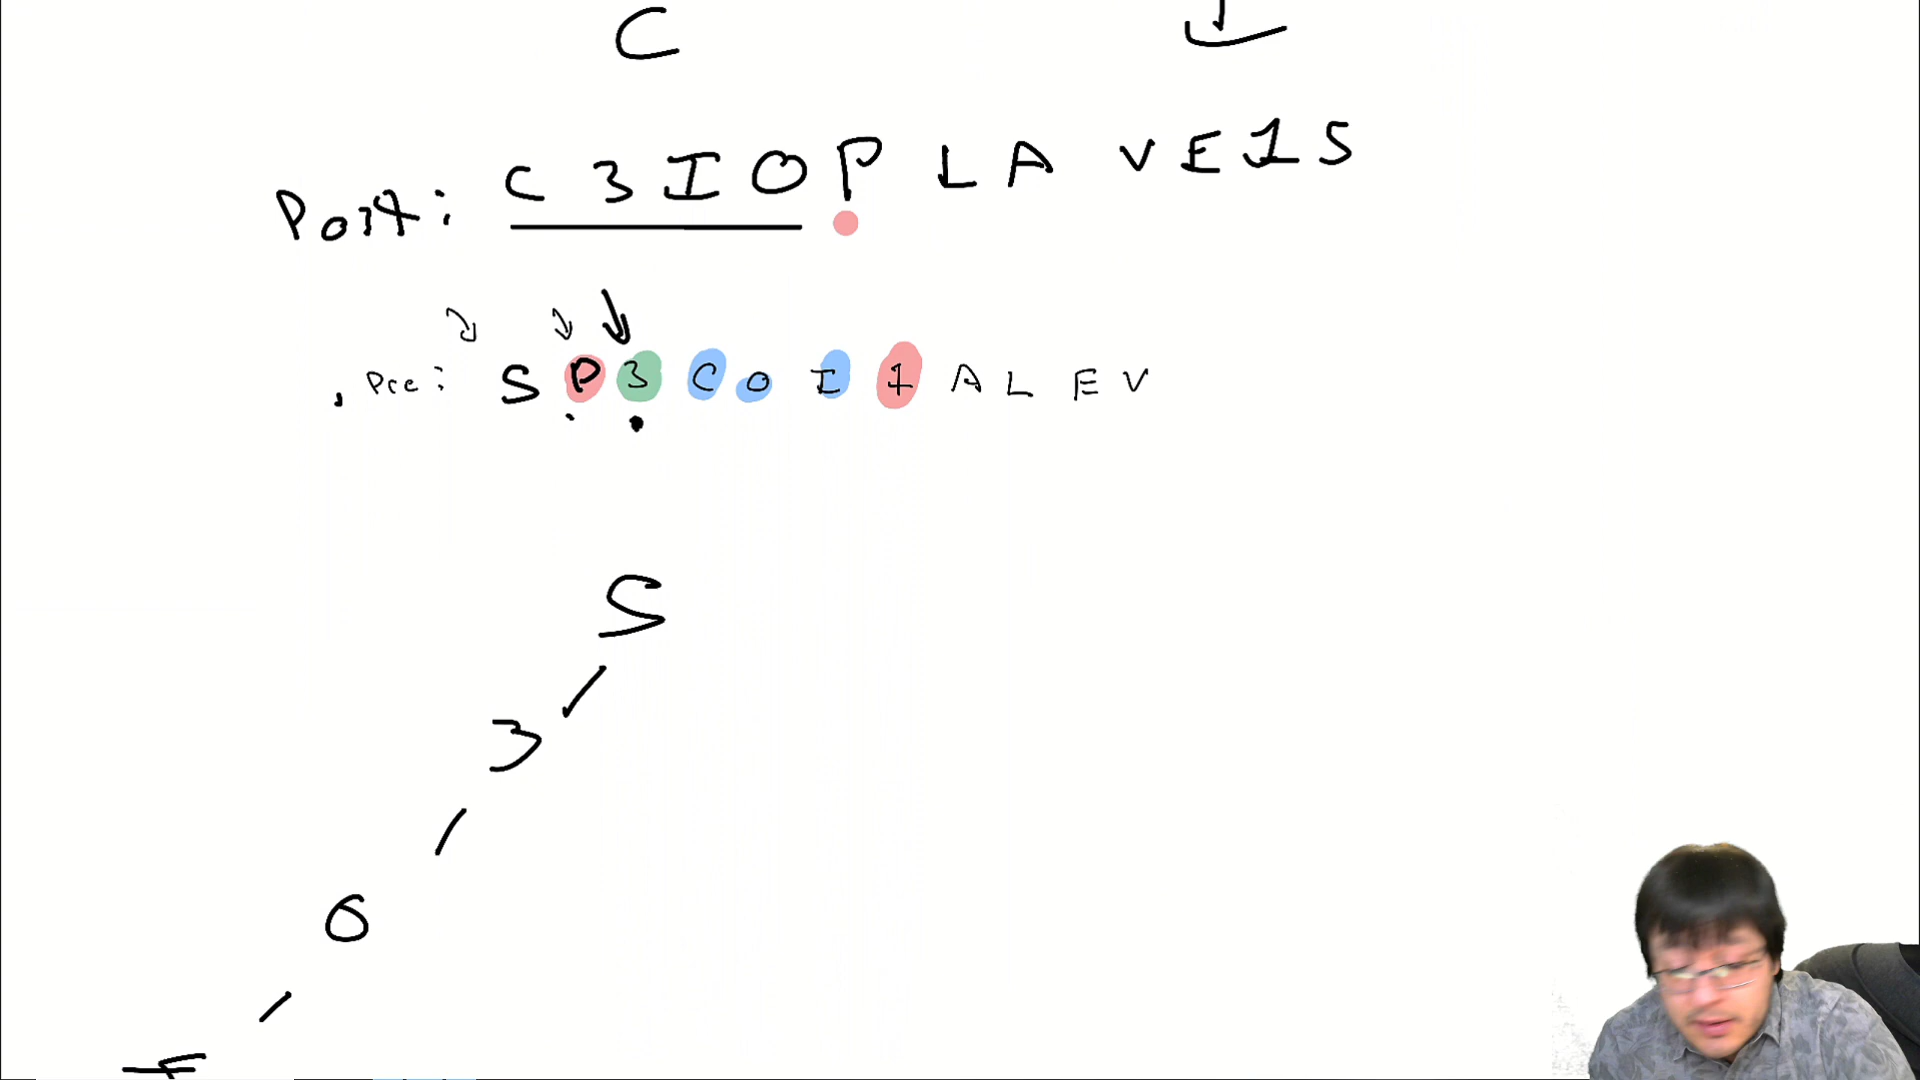 C
Post: C 3 I O P L A V E 1 S
Pre: S P 3 C O I 1 A L E V
S
3
O